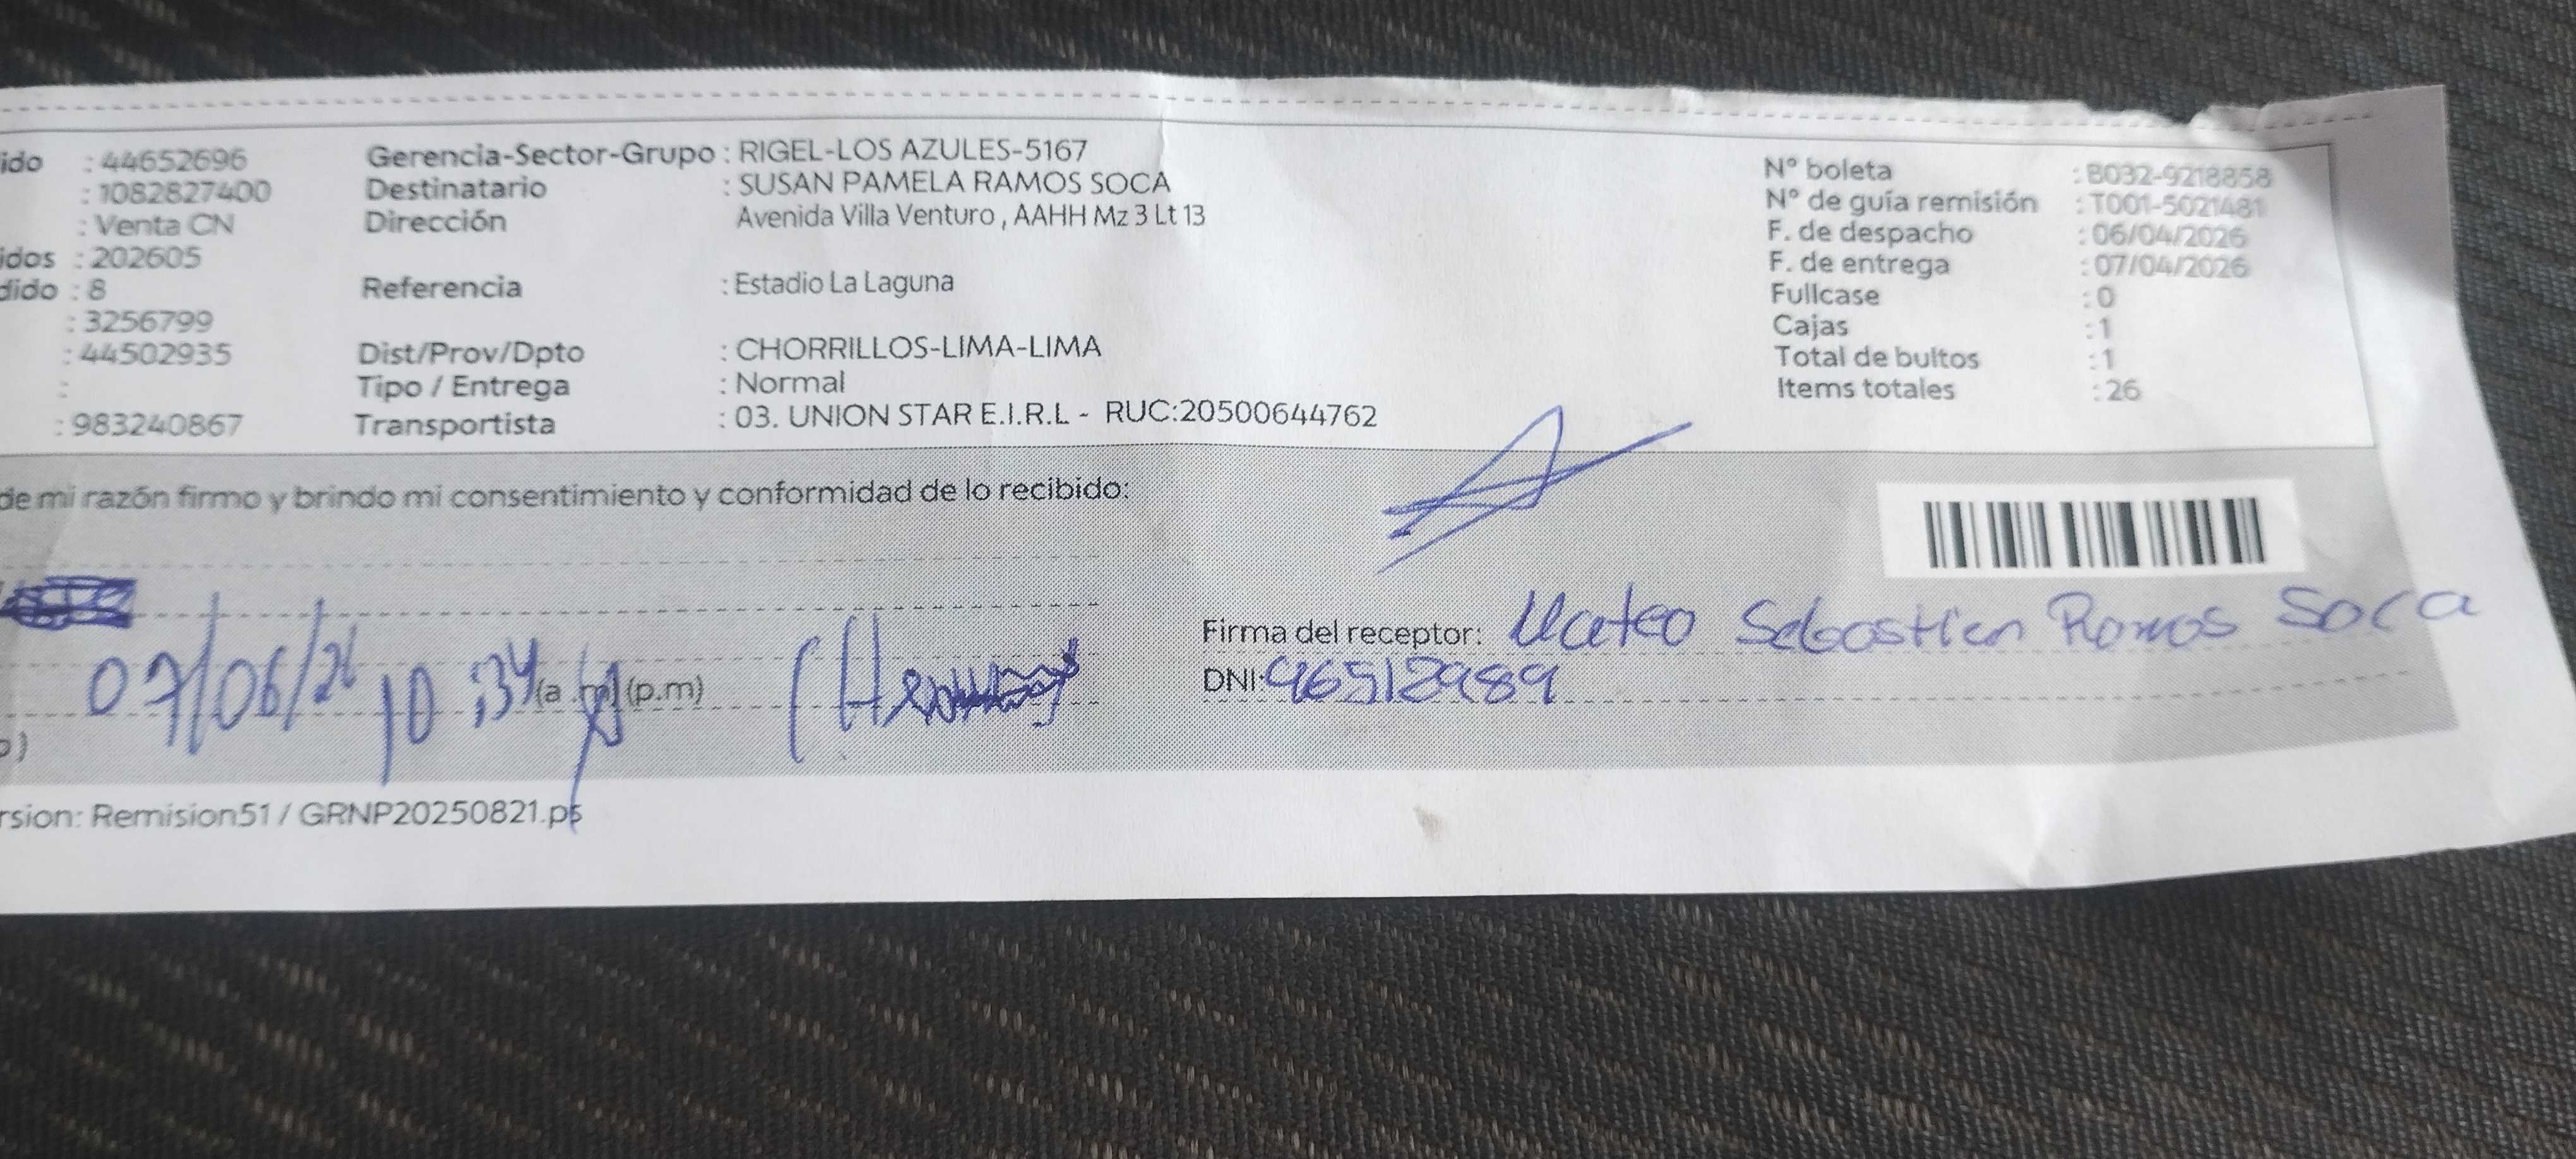 ido : 44652696 Gerencia-Sector-Grupo : RIGEL-LOS AZULES-5167 N° boleta : B032-9218858
: 1082827400 Destinatario : SUSAN PAMELA RAMOS SOCA N° de guía remisión : T001-5021481
: Venta CN Dirección Avenida Villa Venturo , AAHH Mz 3 Lt 13 F. de despacho : 06/04/2026
idos : 202605 F. de entrega : 07/04/2026
dido : 8 Referencia : Estadio La Laguna Fullcase : 0
: 3256799 Cajas : 1
: 44502935 Dist/Prov/Dpto : CHORRILLOS-LIMA-LIMA Total de bultos : 1
: Tipo / Entrega : Normal Items totales : 26
: 983240867 Transportista : 03. UNION STAR E.I.R.L - RUC:20500644762
de mi razón firmo y brindo mi consentimiento y conformidad de lo recibido:
Firma del receptor: Mateo Sebastian Ramos Soca
07/06/26 10:34 (a.m) (p.m) DNI: 965128989
o)
rsion: Remision51 / GRNP20250821.ps